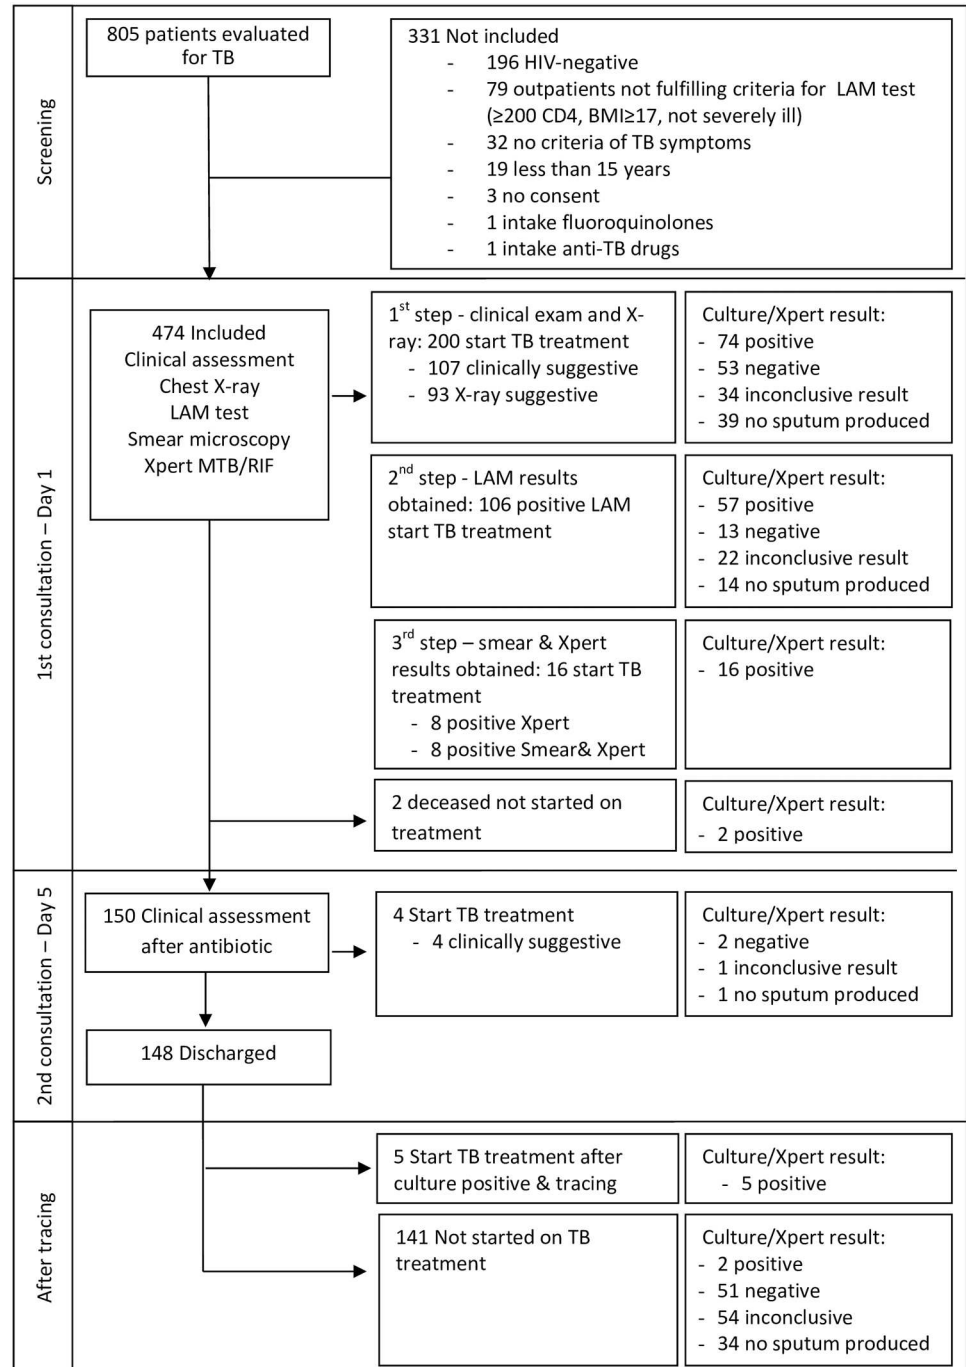 Screening
805 patients evaluated
for TB
331 Not included
- 196 HIV-negative
- 79 outpatients not fulfilling criteria for LAM test
(≥200 CD4, BMI≥17, not severely ill)
- 32 no criteria of TB symptoms
- 19 less than 15 years
- 3 no consent
- 1 intake fluoroquinolones
- 1 intake anti-TB drugs
1st consultation – Day 1
474 Included
Clinical assessment
Chest X-ray
LAM test
Smear microscopy
Xpert MTB/RIF
1st step - clinical exam and X-
ray: 200 start TB treatment
- 107 clinically suggestive
- 93 X-ray suggestive
Culture/Xpert result:
- 74 positive
- 53 negative
- 34 inconclusive result
- 39 no sputum produced
2nd step - LAM results
obtained: 106 positive LAM
start TB treatment
Culture/Xpert result:
- 57 positive
- 13 negative
- 22 inconclusive result
- 14 no sputum produced
3rd step – smear & Xpert
results obtained: 16 start TB
treatment
- 8 positive Xpert
- 8 positive Smear& Xpert
Culture/Xpert result:
- 16 positive
2 deceased not started on
treatment
Culture/Xpert result:
- 2 positive
2nd consultation – Day 5
150 Clinical assessment
after antibiotic
4 Start TB treatment
- 4 clinically suggestive
Culture/Xpert result:
- 2 negative
- 1 inconclusive result
- 1 no sputum produced
148 Discharged
After tracing
5 Start TB treatment after
culture positive & tracing
Culture/Xpert result:
- 5 positive
141 Not started on TB
treatment
Culture/Xpert result:
- 2 positive
- 51 negative
- 54 inconclusive
- 34 no sputum produced